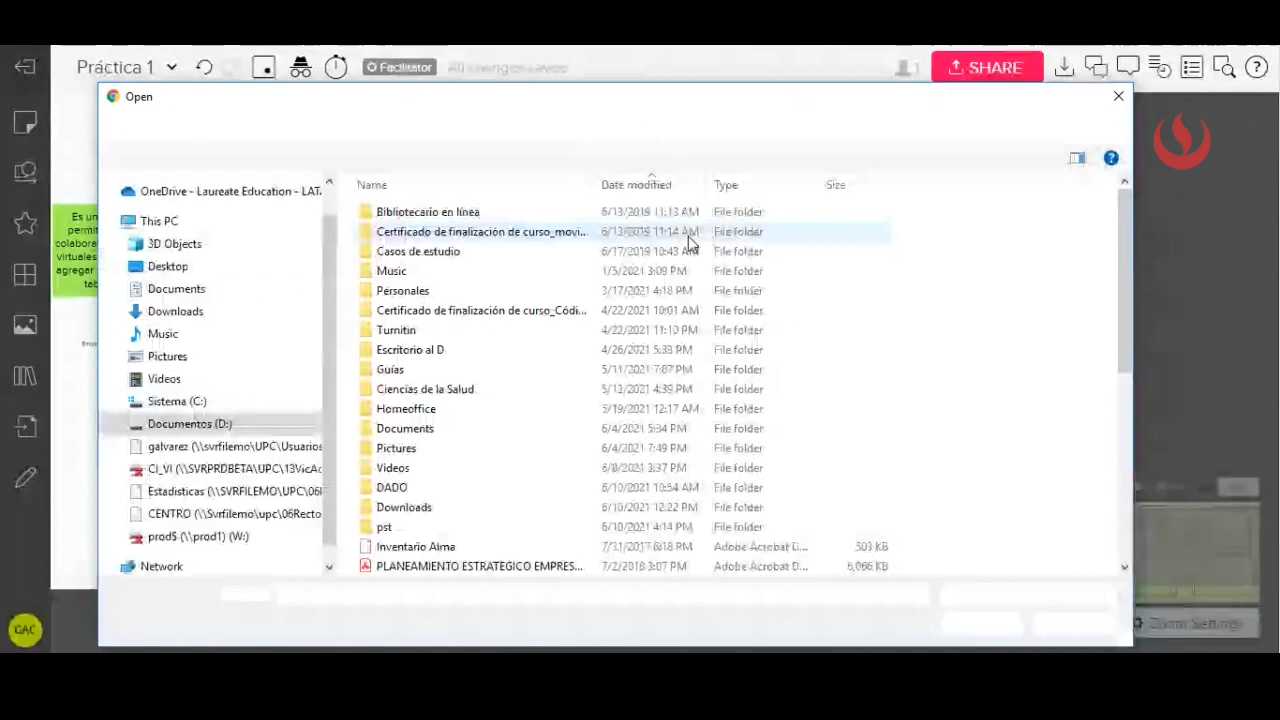 Práctica 1
Facilitator
SHARE
Open
Es un
permit
colabora
virtuales
agregar
tab
GAC
OneDrive - Laureate Education - LATA
This PC
3D Objects
Desktop
Documents
Downloads
Music
Pictures
Videos
Sistema (C:)
Documentos (D:)
galvarez (\\svrfilemo\UPC\Usuarios
CI_VI (\\SVRPRDBETA\UPC\13VicAc
Estadisticas (\\SVRFILEMO\UPC\06
CENTRO (\\Svrfilemo\upc\06Recto
prod$ (\\prod1) (W:)
Network
Name Date modified Type Size
Bibliotecario en línea 6/13/2019 11:13 AM File folder
Certificado de finalización de curso_movi... 6/13/2019 11:14 AM File folder
Casos de estudio 6/17/2019 10:43 AM File folder
Music 1/5/2021 3:09 PM File folder
Personales 3/17/2021 4:18 PM File folder
Certificado de finalización de curso_Códi... 4/22/2021 10:01 AM File folder
Turnitin 4/22/2021 11:10 PM File folder
Escritorio al D 4/26/2021 5:33 PM File folder
Guías 5/11/2021 7:07 PM File folder
Ciencias de la Salud 5/13/2021 4:39 PM File folder
Homeoffice 5/19/2021 12:17 AM File folder
Documents 6/4/2021 5:34 PM File folder
Pictures 6/4/2021 7:49 PM File folder
Videos 6/8/2021 3:37 PM File folder
DADO 6/10/2021 10:54 AM File folder
Downloads 6/10/2021 12:22 PM File folder
pst 6/10/2021 4:14 PM File folder
Inventario Alma 7/31/2017 6:18 PM Adobe Acrobat D... 503 KB
PLANEAMIENTO ESTRATEGICO EMPRES... 7/2/2018 3:07 PM Adobe Acrobat D... 6,066 KB
Zoom Settings